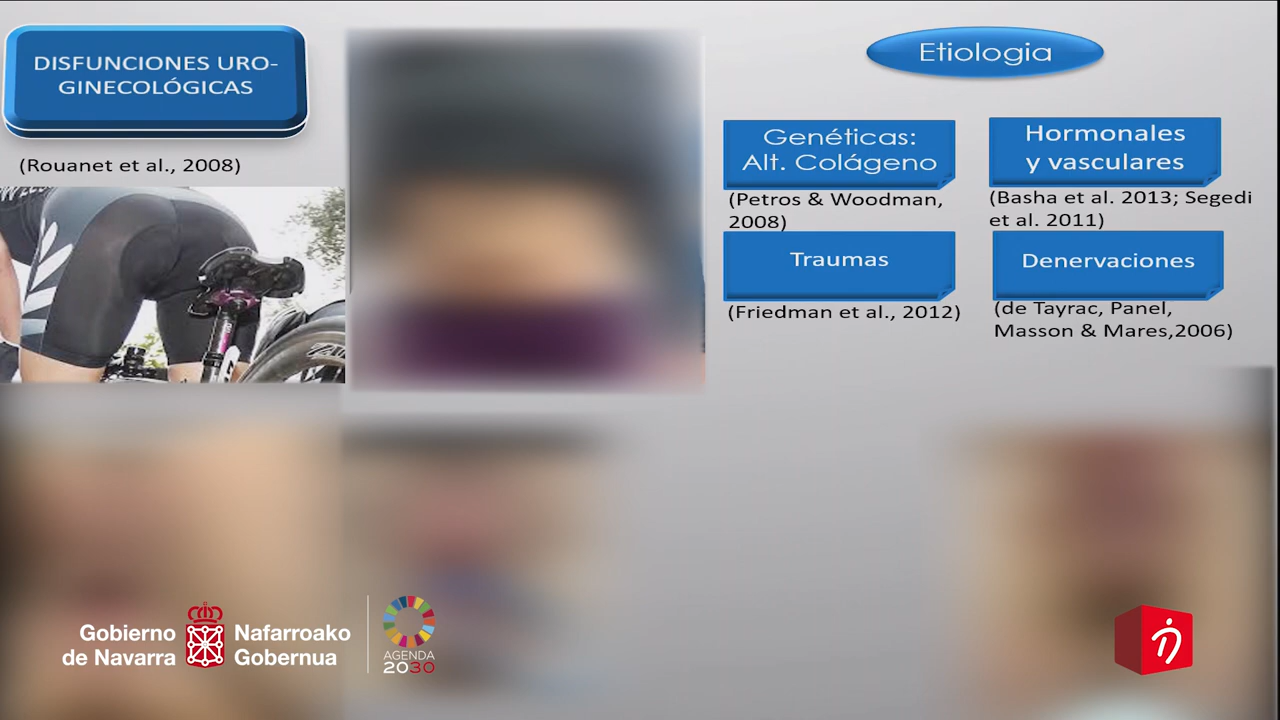 DISFUNCIONES URO-
GINECOLÓGICAS
(Rouanet et al., 2008)
Etiologia
Genéticas:
Alt. Colágeno
(Petros & Woodman,
2008)
Hormonales
y vasculares
(Basha et al. 2013; Segedi
et al. 2011)
Traumas
(Friedman et al., 2012)
Denervaciones
(de Tayrac, Panel,
Masson & Mares,2006)
Gobierno
de Navarra
Nafarroako
Gobernua
AGENDA
2030